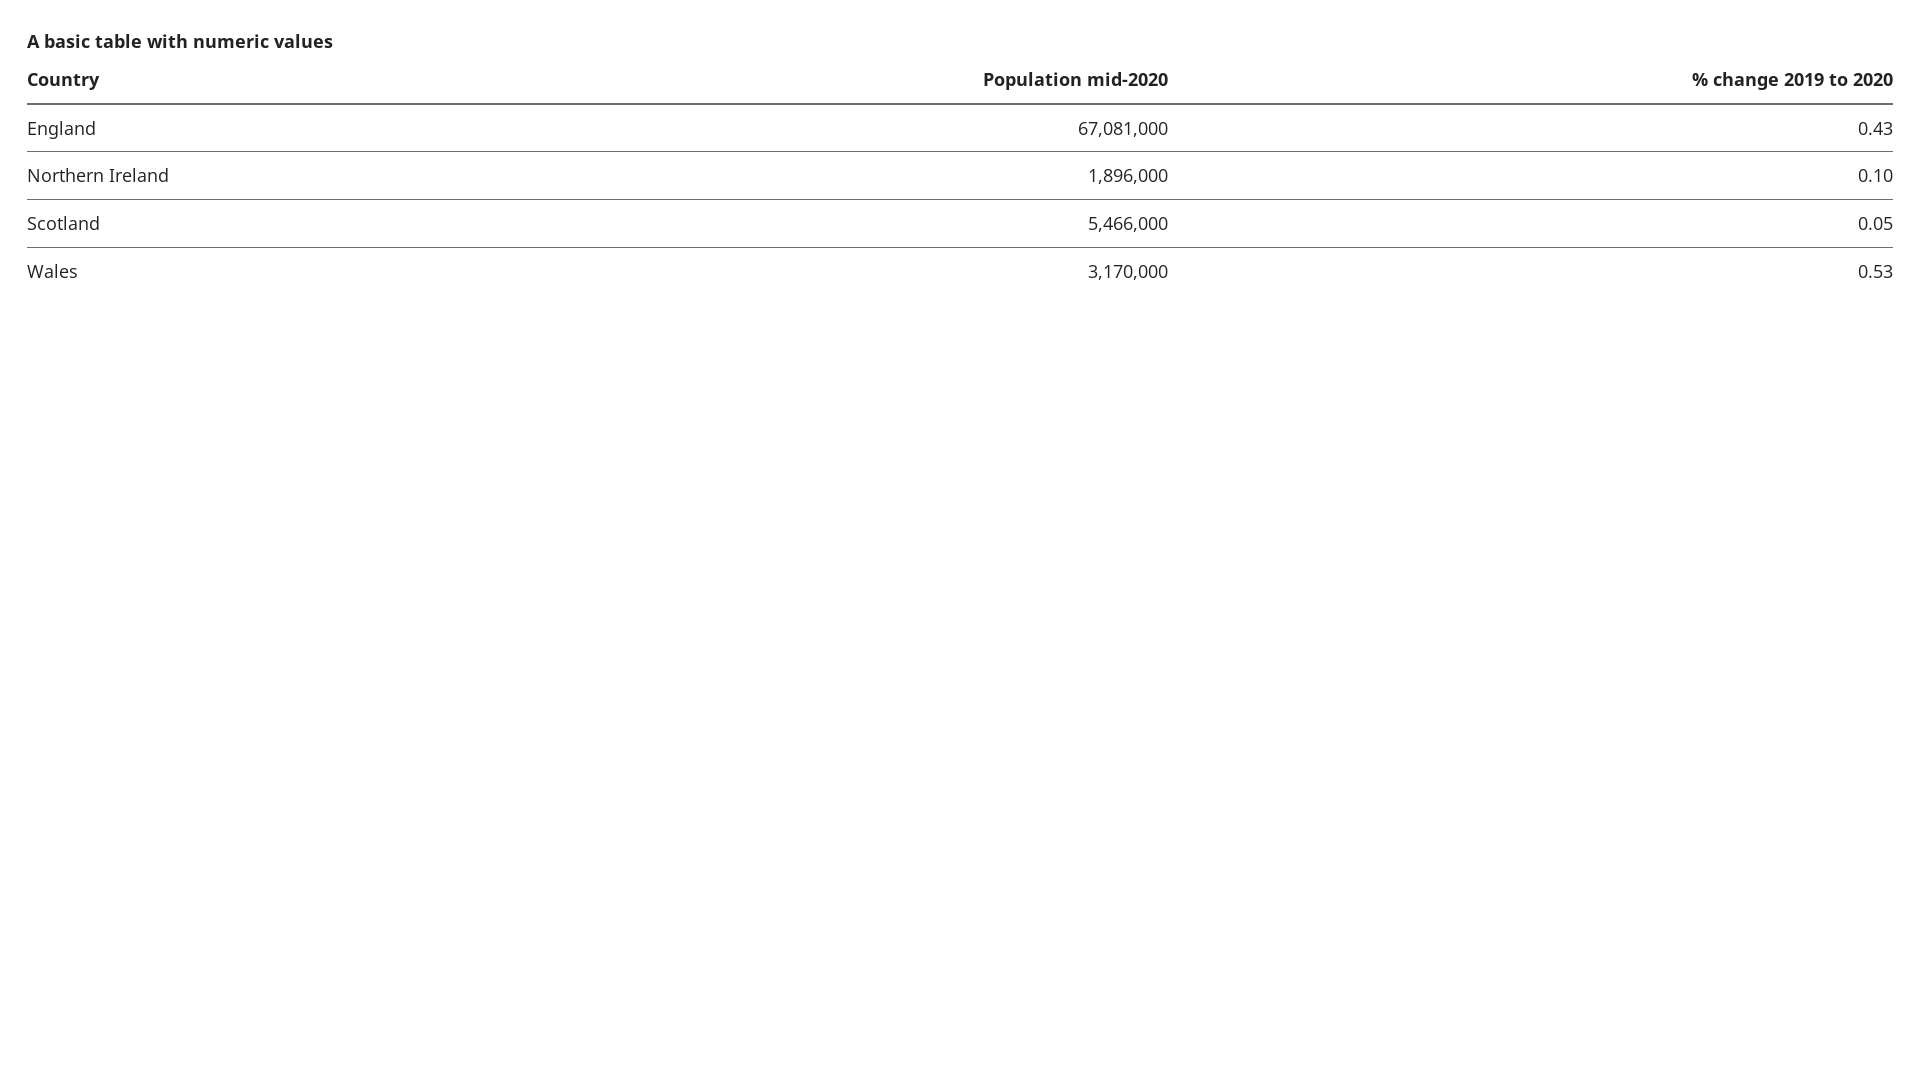 A basic table with numeric values
Country Population mid-2020 % change 2019 to 2020
England 67,081,000 0.43
Northern Ireland 1,896,000 0.10
Scotland 5,466,000 0.05
Wales 3,170,000 0.53